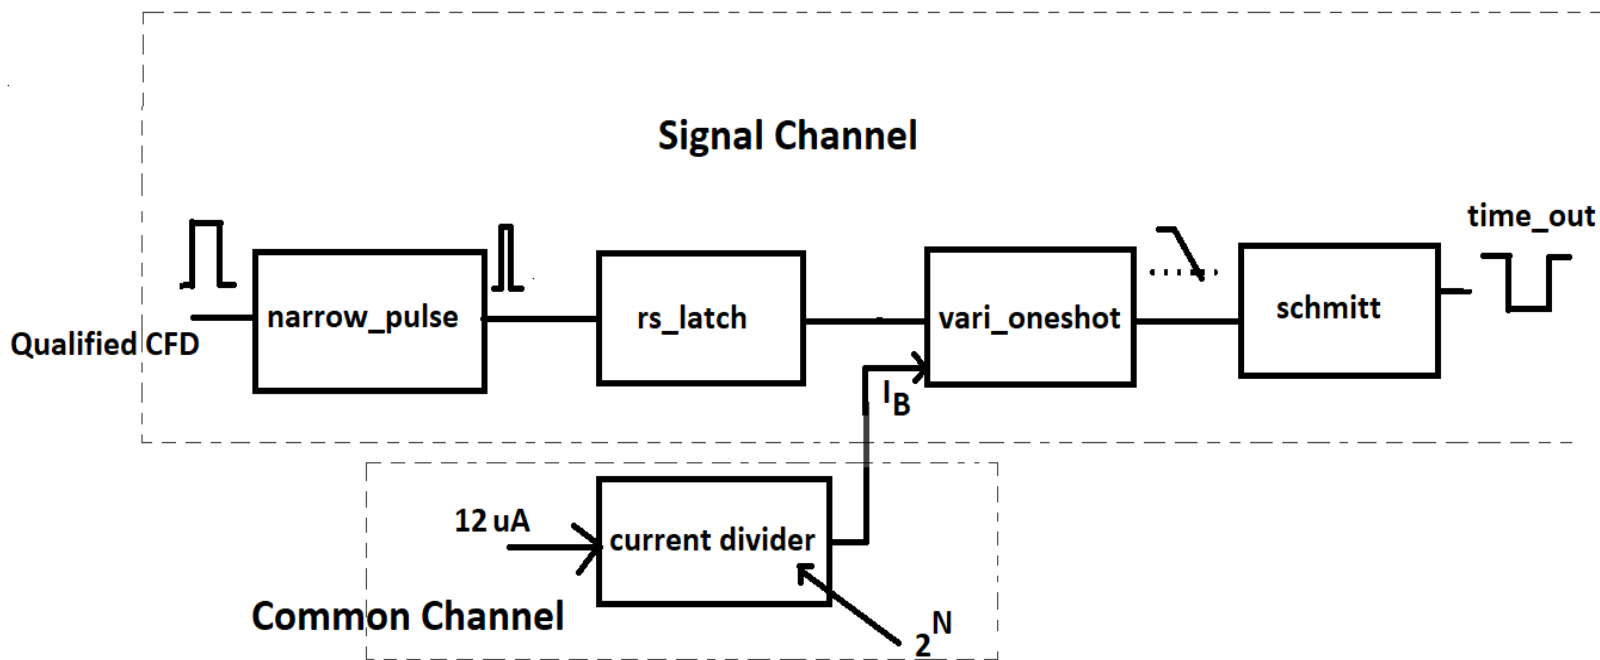 Signal Channel
time_out
narrow_pulse
rs_latch
vari_oneshot
schmitt
Qualified CFD
IB
12 uA
current divider
Common Channel
2N